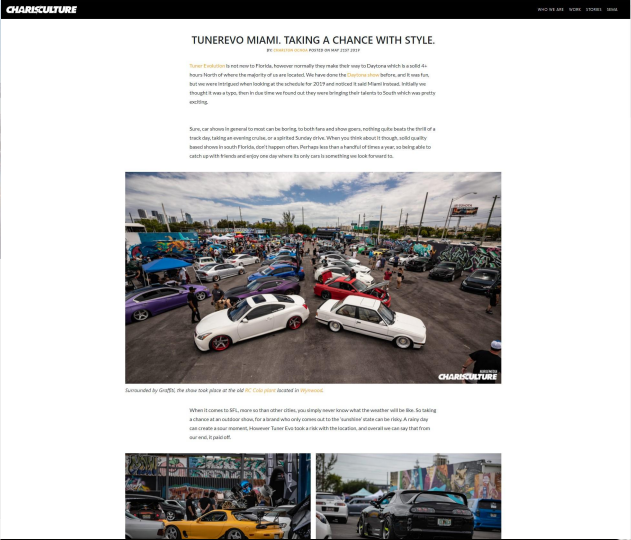 CHARISCULTURE
WHO WE ARE WORK STORIES SEMA
TUNEREVO MIAMI. TAKING A CHANCE WITH STYLE.
BY POSTED ON MAY 21ST 2019
Tuner Evolution is not new to Florida, however normally they make their way to Daytona which is a solid 4+
hours North of where the majority of us are located. We have done the Daytona show before, and it was fun,
but we were intrigued when looking at the schedule for 2019 and noticed it said Miami instead. Initially we
thought it was a typo, then in due time we found out they were bringing their talents to South which was pretty
exciting.
Sure, car shows in general to most can be boring, to both fans and show goers, nothing quite beats the thrill of a
track day, taking an evening cruise, or a spirited Sunday drive. When you think about it though, solid quality
based shows in south Florida, don't happen often. Perhaps less than a handful of times a year, so being able to
catch up with friends and enjoy one day where its only cars is something we look forward to.
CHARISCULTURE
Surrounded by Graffiti, the show took place at the old RC Cola plant located in Wynwood.
When it comes to SFL, more so than other cities, you simply never know what the weather will be like. So taking
a chance at an outdoor show, for a brand who only comes out to the 'sunshine' state can be risky. A rainy day
can create a sour moment, However Tuner Evo took a risk with the location, and overall we can say that from
our end, it paid off.